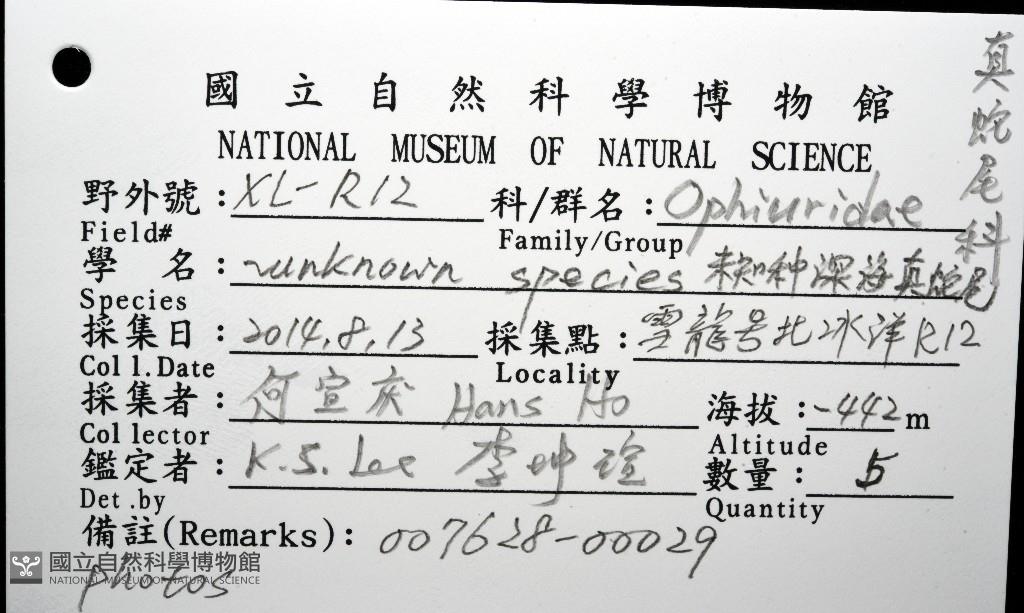 國立自然科學博物館
NATIONAL MUSEUM OF NATURAL SCIENCE
真蛇尾科
野外號：XL-R12 科/群名：Ophiuridae
Field# Family/Group
學 名：~unknown species 未知种深海真蛇尾
Species
採集日：2014.8.13 採集點：雪龍号北冰洋R12
Coll.Date Locality
採集者：何宣庆 Hans Ho 海拔：-442m
Collector Altitude
鑑定者：K.S. Lee 李坤瑄 數量：5
Det.by Quantity
備註(Remarks)：007628-00029
photos
國立自然科學博物館
NATIONAL MUSEUM OF NATURAL SCIENCE